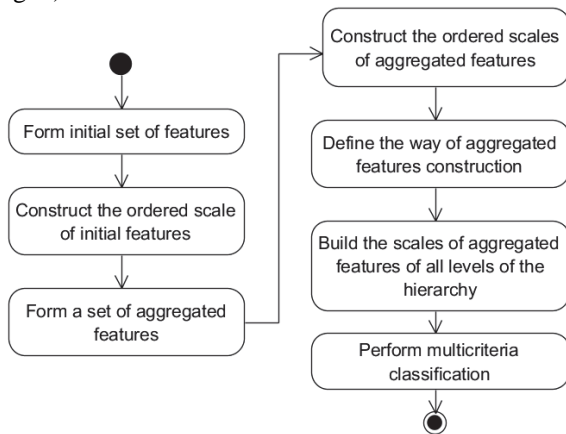 Form initial set of features
Construct the ordered scale
of initial features
Form a set of aggregated
features
Construct the ordered scales
of aggregated features
Define the way of aggregated
features construction
Build the scales of aggregated
features of all levels of the
hierarchy
Perform multicriteria
classification